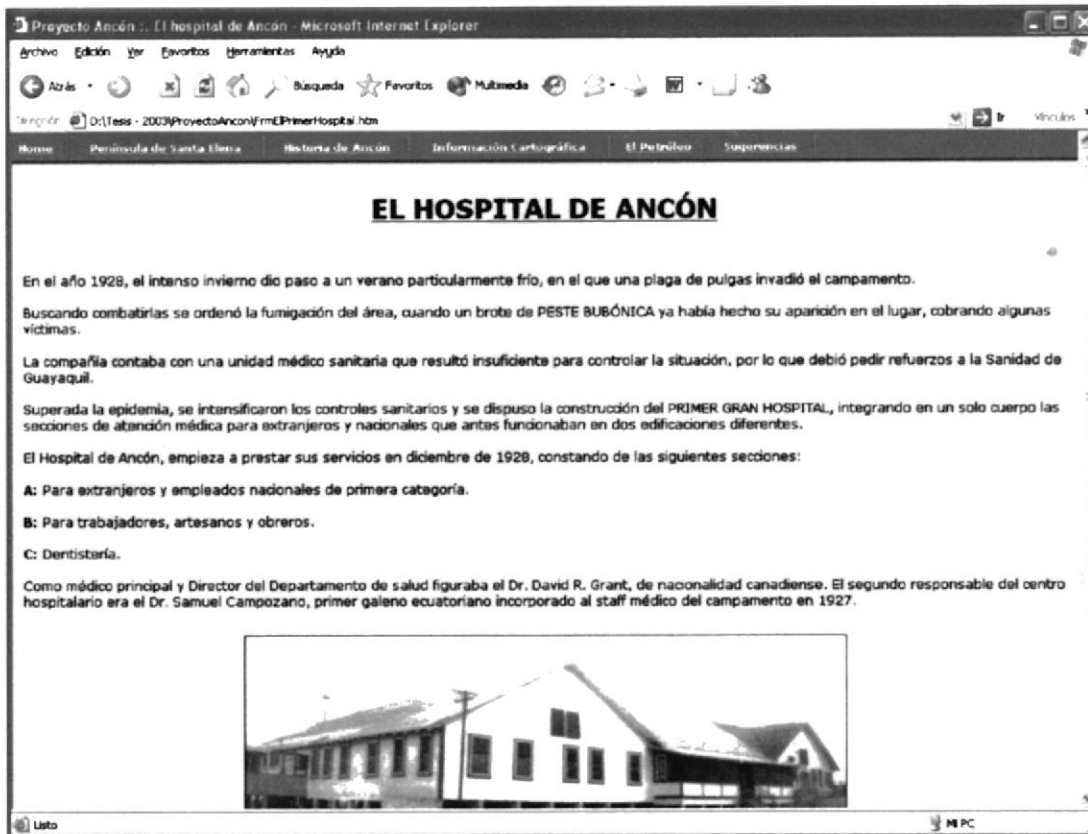 Proyecto Ancón :. El hospital de Ancón - Microsoft Internet Explorer
Archivo Edición Ver Favoritos Herramientas Ayuda
Atrás Búsqueda Favoritos Multimedia
Dirección D:\Tesis - 2003\ProyectoAncon\FrmElPrimerHospital.htm Ir Vínculos
Home Península de Santa Elena Historia de Ancón Información Cartográfica El Petróleo Sugerencias
EL HOSPITAL DE ANCÓN
En el año 1928, el intenso invierno dio paso a un verano particularmente frío, en el que una plaga de pulgas invadió el campamento.
Buscando combatirlas se ordenó la fumigación del área, cuando un brote de PESTE BUBÓNICA ya había hecho su aparición en el lugar, cobrando algunas
víctimas.
La compañía contaba con una unidad médico sanitaria que resultó insuficiente para controlar la situación, por lo que debió pedir refuerzos a la Sanidad de
Guayaquil.
Superada la epidemia, se intensificaron los controles sanitarios y se dispuso la construcción del PRIMER GRAN HOSPITAL, integrando en un solo cuerpo las
secciones de atención médica para extranjeros y nacionales que antes funcionaban en dos edificaciones diferentes.
El Hospital de Ancón, empieza a prestar sus servicios en diciembre de 1928, constando de las siguientes secciones:
A: Para extranjeros y empleados nacionales de primera categoría.
B: Para trabajadores, artesanos y obreros.
C: Dentistería.
Como médico principal y Director del Departamento de salud figuraba el Dr. David R. Grant, de nacionalidad canadiense. El segundo responsable del centro
hospitalario era el Dr. Samuel Campozano, primer galeno ecuatoriano incorporado al staff médico del campamento en 1927.
Listo MI PC